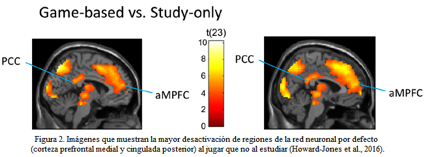 Game-based vs. Study-only
t(23)
10
8
6
4
2
0
PCC
aMPFC
PCC
aMPFC
Figura 2. Imágenes que muestran la mayor desactivación de regiones de la red neuronal por defecto
(corteza prefrontal medial y cingulada posterior) al jugar que no al estudiar (Howard-Jones et al., 2016).